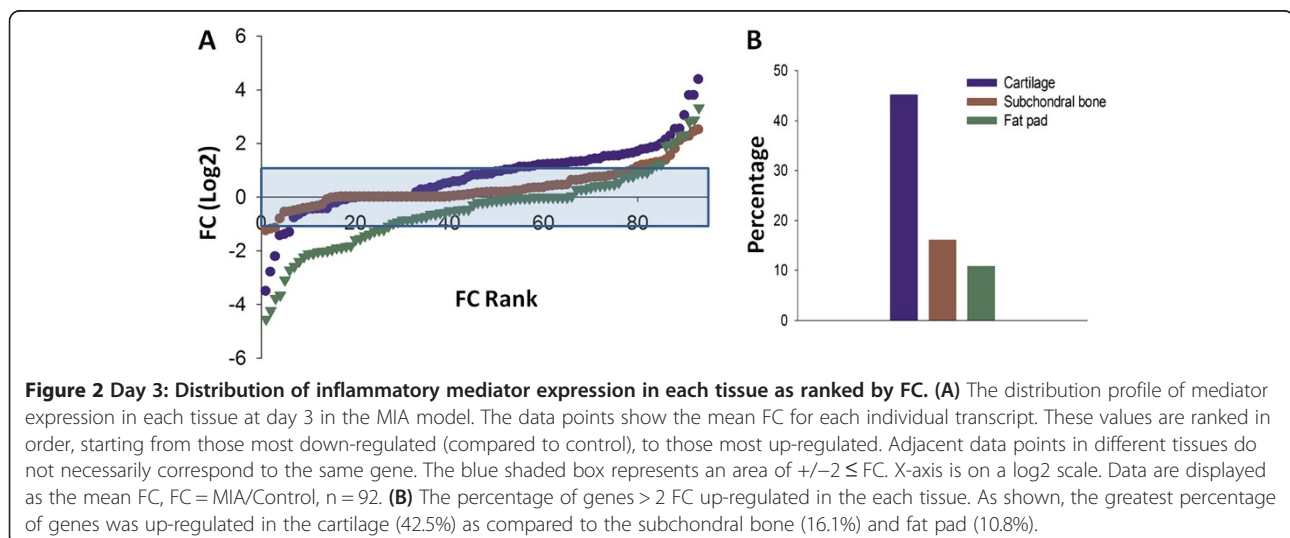 A
6
4
2
0
-2
-4
-6
FC (Log2)
0 20 40 60 80
FC Rank
B
50
40
30
20
10
0
Percentage
Cartilage
Subchondral bone
Fat pad
Figure 2 Day 3: Distribution of inflammatory mediator expression in each tissue as ranked by FC. (A) The distribution profile of mediator
expression in each tissue at day 3 in the MIA model. The data points show the mean FC for each individual transcript. These values are ranked in
order, starting from those most down-regulated (compared to control), to those most up-regulated. Adjacent data points in different tissues do
not necessarily correspond to the same gene. The blue shaded box represents an area of +/−2 ≤ FC. X-axis is on a log2 scale. Data are displayed
as the mean FC, FC = MIA/Control, n = 92. (B) The percentage of genes > 2 FC up-regulated in the each tissue. As shown, the greatest percentage
of genes was up-regulated in the cartilage (42.5%) as compared to the subchondral bone (16.1%) and fat pad (10.8%).